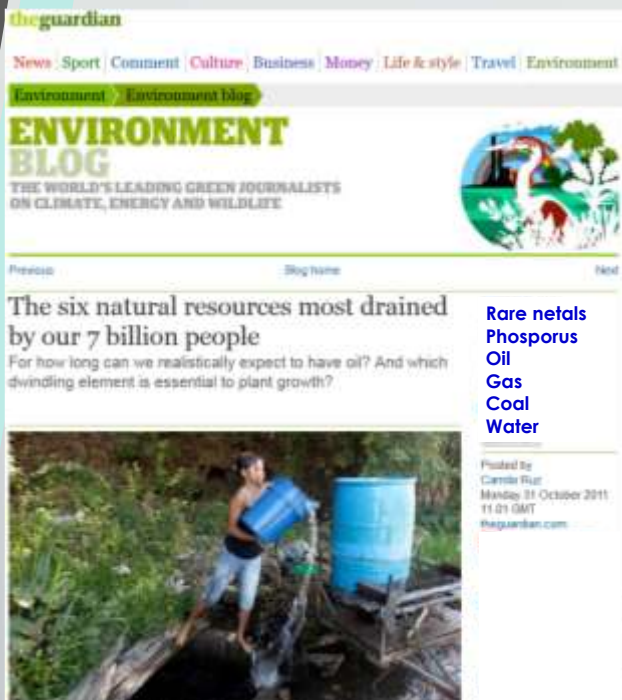 theguardian
News Sport Comment Culture Business Money Life & style Travel Environment
Environment Environment blog
ENVIRONMENT
BLOG
THE WORLD'S LEADING GREEN JOURNALISTS
ON CLIMATE, ENERGY AND WILDLIFE
Previous Blog home Next
The six natural resources most drained
by our 7 billion people
For how long can we realistically expect to have oil? And which
dwindling element is essential to plant growth?
Rare netals
Phosporus
Oil
Gas
Coal
Water
Posted by
Camila Ruz
Monday 31 October 2011
11.01 GMT
theguardian.com